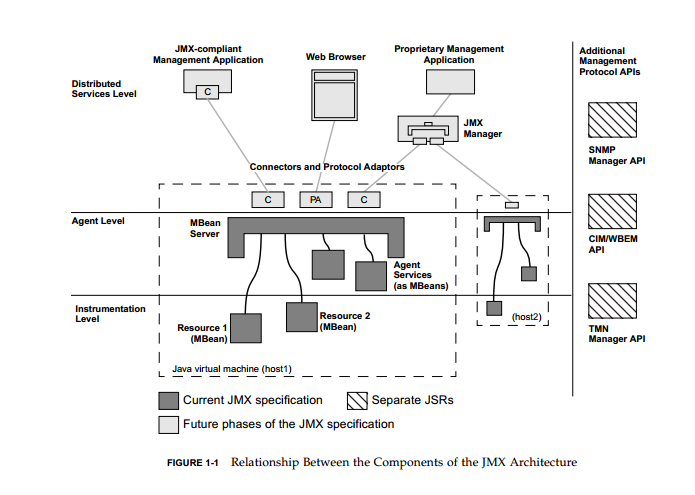 JMX-compliant
Management Application
Web Browser
Proprietary Management
Application
Additional
Management
Protocol APIs
Distributed
Services Level
C
JMX
Manager
SNMP
Manager API
Connectors and Protocol Adaptors
C
PA
C
Agent Level
MBean
Server
CIM/WBEM
API
Agent
Services
(as MBeans)
Instrumentation
Level
Resource 1
(MBean)
Resource 2
(MBean)
(host2)
TMN
Manager API
Java virtual machine (host1)
Current JMX specification
Separate JSRs
Future phases of the JMX specification
FIGURE 1-1 Relationship Between the Components of the JMX Architecture